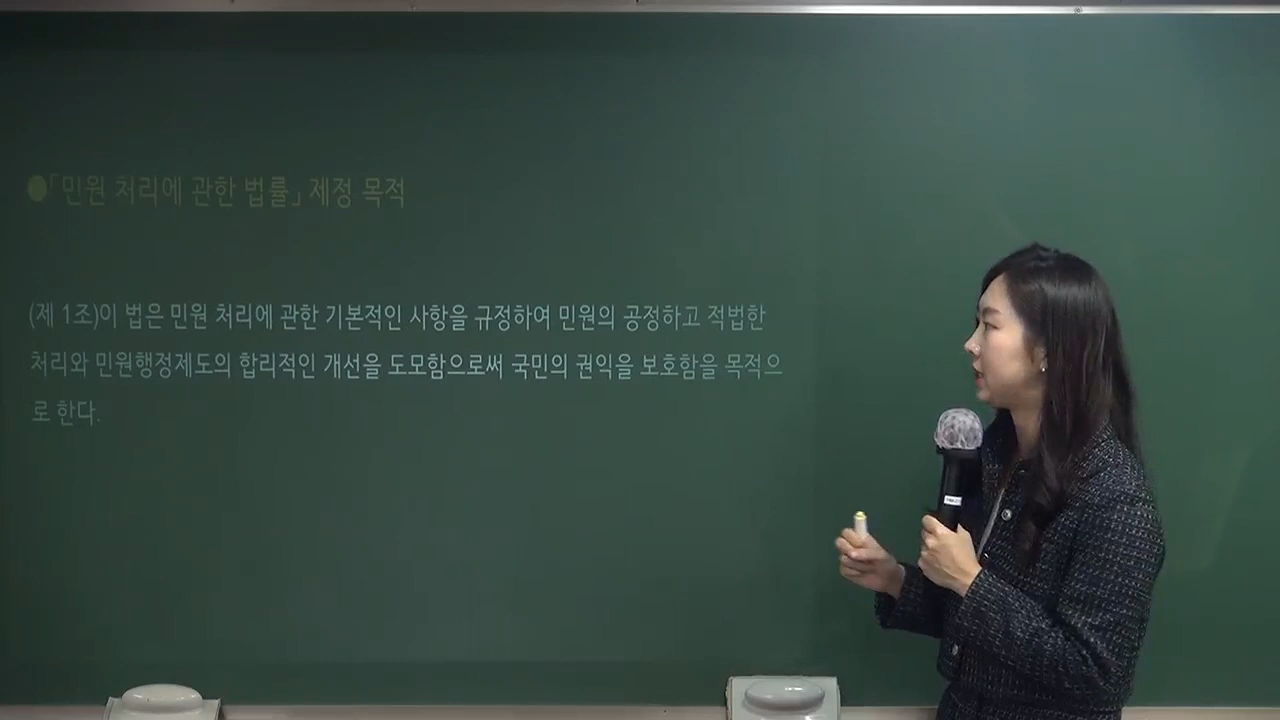 ●「민원 처리에 관한 법률」 제정 목적
(제 1조)이 법은 민원 처리에 관한 기본적인 사항을 규정하여 민원의 공정하고 적법한
처리와 민원행정제도의 합리적인 개선을 도모함으로써 국민의 권익을 보호함을 목적으
로 한다.